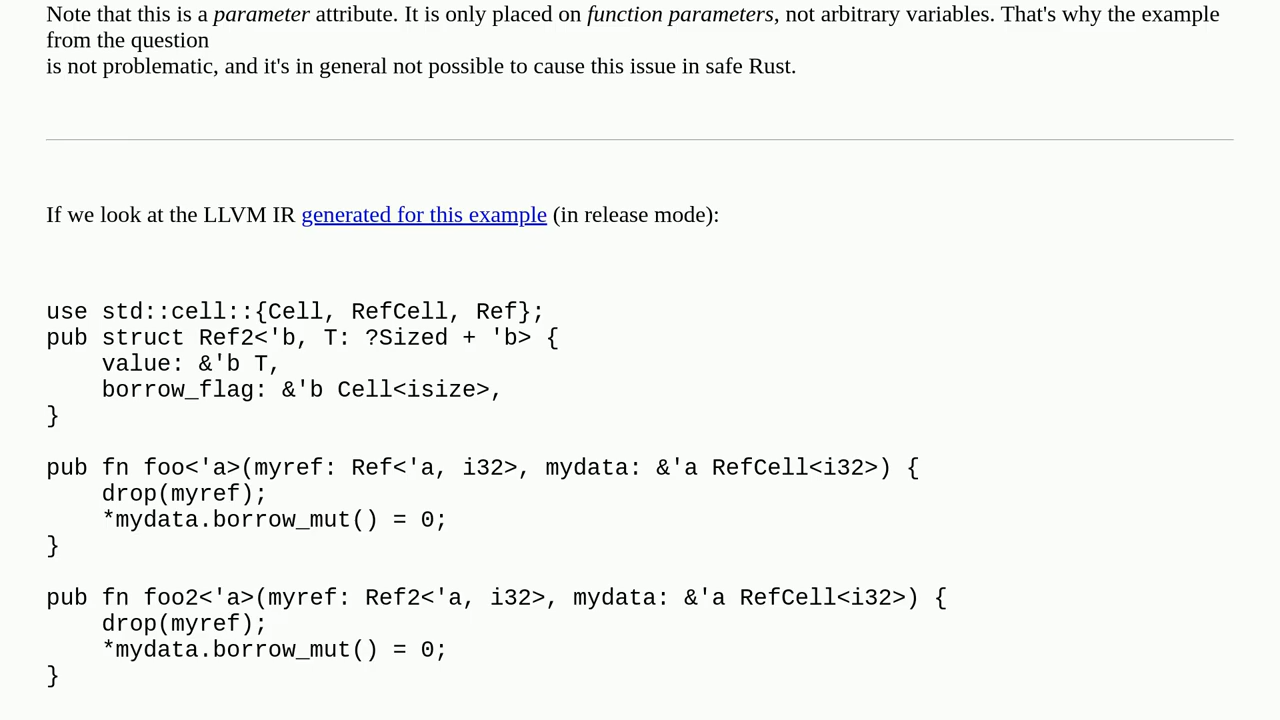 Note that this is a parameter attribute. It is only placed on function parameters, not arbitrary variables. That's why the example
from the question
is not problematic, and it's in general not possible to cause this issue in safe Rust.
If we look at the LLVM IR generated for this example (in release mode):
use std::cell::{Cell, RefCell, Ref};
pub struct Ref2<'b, T: ?Sized + 'b> {
    value: &'b T,
    borrow_flag: &'b Cell<isize>,
}
pub fn foo<'a>(myref: Ref<'a, i32>, mydata: &'a RefCell<i32>) {
    drop(myref);
    *mydata.borrow_mut() = 0;
}
pub fn foo2<'a>(myref: Ref2<'a, i32>, mydata: &'a RefCell<i32>) {
    drop(myref);
    *mydata.borrow_mut() = 0;
}